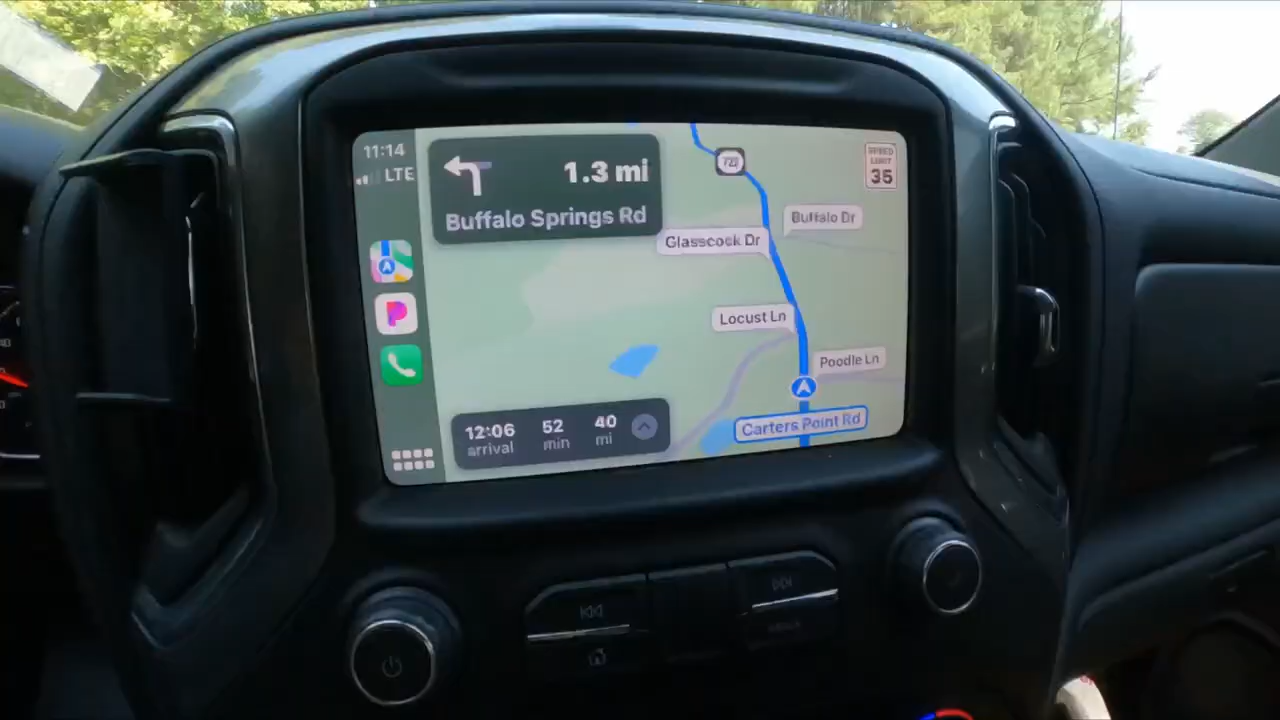 11:14
LTE
1.3 mi
Buffalo Springs Rd
722
SPEED
LIMIT
35
Buffalo Dr
Glasscock Dr
Locust Ln
Poodle Ln
Carters Point Rd
12:06 52 40
arrival min mi